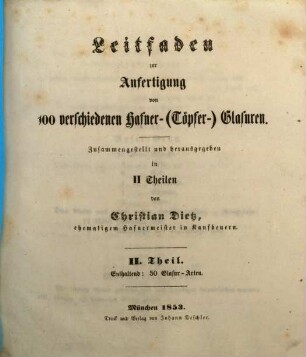 Leitfaden
zur
Anfertigung
von
100 verschiedenen Hafner-(Töpfer-) Glasuren.
Zusammengestellt und herausgegeben
in
II Theilen
von
Christian Dietz,
ehemaligem Hafnermeister in Kaufbeuern.
II. Theil.
Enthaltend: 50 Glasur-Arten.
München 1853.
Druck und Verlag von Johann Deschler.